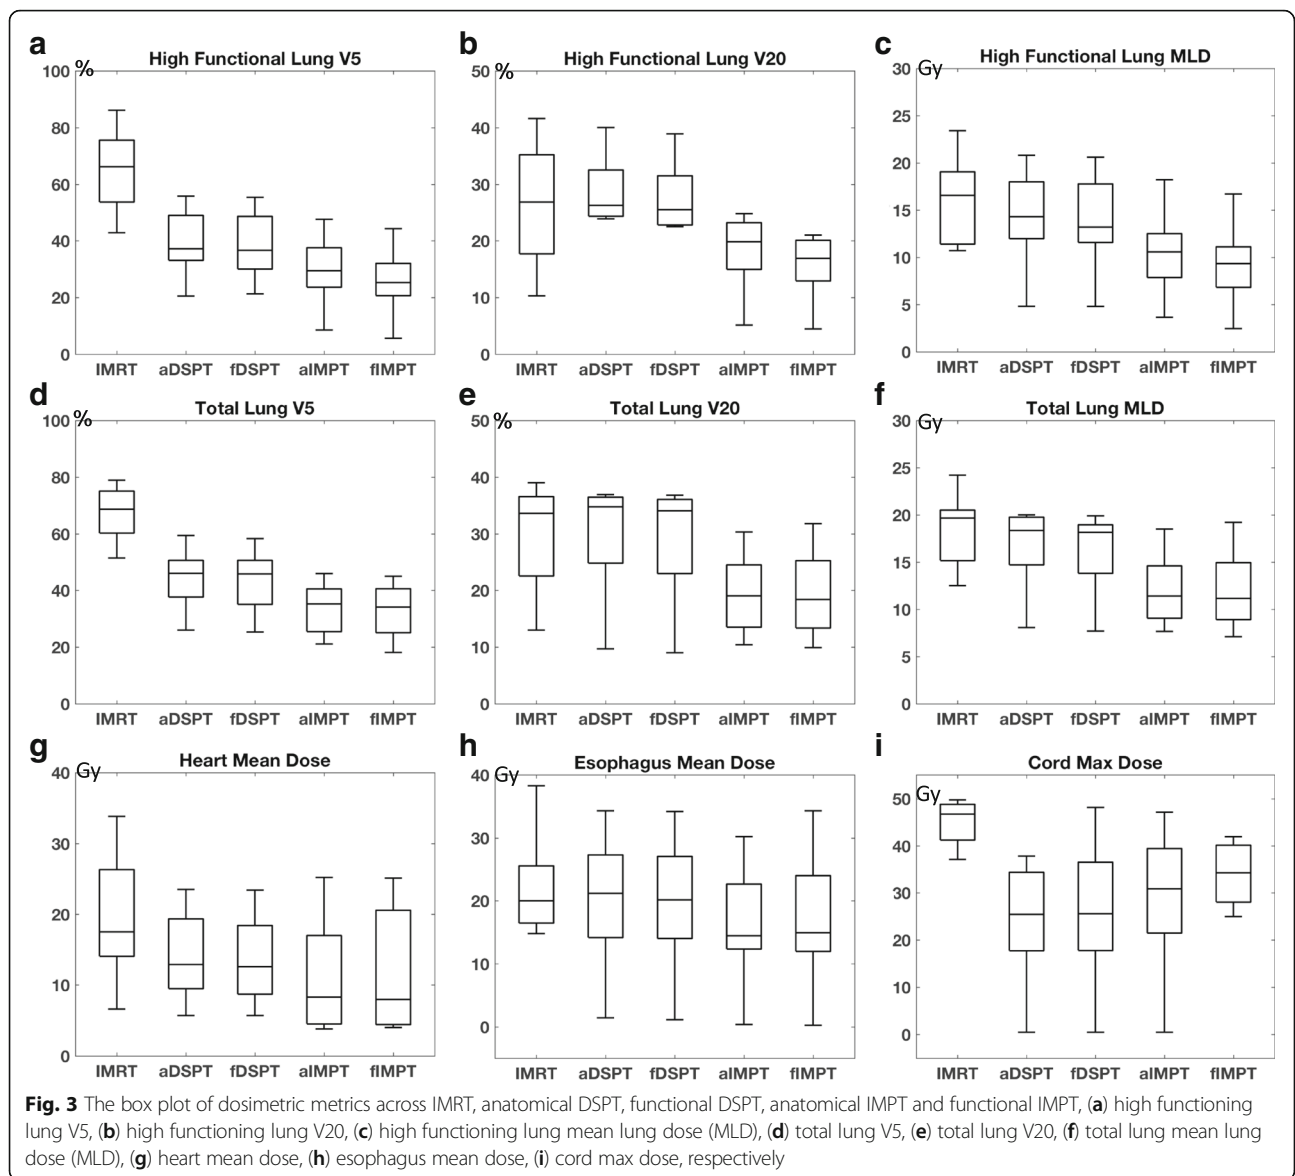 a
High Functional Lung V5
%
100
80
60
40
20
0
IMRT aDSPT fDSPT aIMPT fIMPT
b
High Functional Lung V20
%
50
40
30
20
10
0
IMRT aDSPT fDSPT aIMPT fIMPT
c
High Functional Lung MLD
Gy
30
25
20
15
10
5
0
IMRT aDSPT fDSPT aIMPT fIMPT
d
Total Lung V5
%
100
80
60
40
20
0
IMRT aDSPT fDSPT aIMPT fIMPT
e
Total Lung V20
%
50
40
30
20
10
0
IMRT aDSPT fDSPT aIMPT fIMPT
f
Total Lung MLD
Gy
30
25
20
15
10
5
0
IMRT aDSPT fDSPT aIMPT fIMPT
g
Heart Mean Dose
Gy
40
30
20
10
0
IMRT aDSPT fDSPT aIMPT fIMPT
h
Esophagus Mean Dose
Gy
40
30
20
10
0
IMRT aDSPT fDSPT aIMPT fIMPT
i
Cord Max Dose
Gy
50
40
30
20
10
0
IMRT aDSPT fDSPT aIMPT fIMPT
Fig. 3 The box plot of dosimetric metrics across IMRT, anatomical DSPT, functional DSPT, anatomical IMPT and functional IMPT, (a) high functioning
lung V5, (b) high functioning lung V20, (c) high functioning lung mean lung dose (MLD), (d) total lung V5, (e) total lung V20, (f) total lung mean lung
dose (MLD), (g) heart mean dose, (h) esophagus mean dose, (i) cord max dose, respectively